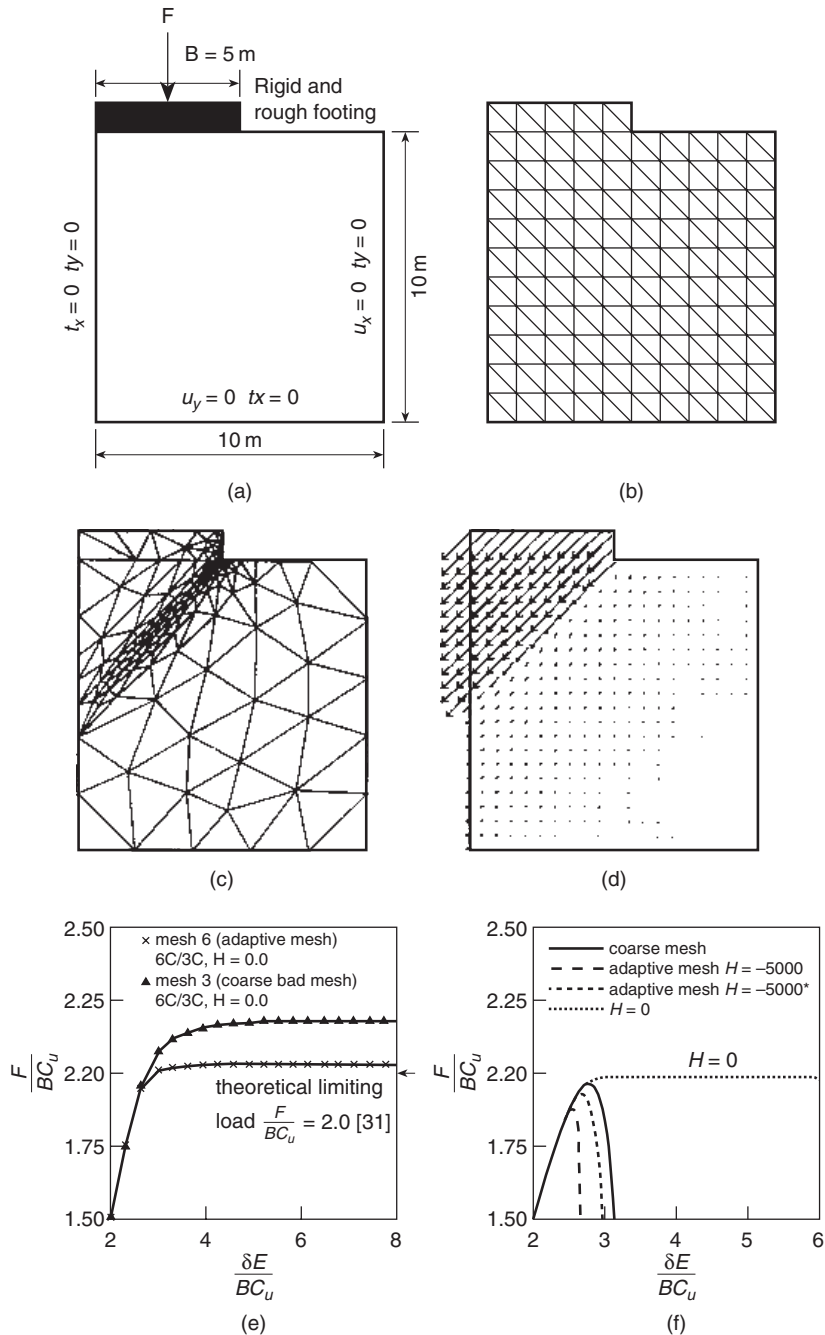 F
B = 5 m
Rigid and
rough footing
t_x = 0 ty = 0
u_x = 0 ty = 0
10 m
u_y = 0 tx = 0
10 m
(a)
(b)
(c)
(d)
2.50
2.25
2.20
1.75
1.50
F
BC_u
× mesh 6 (adaptive mesh)
6C/3C, H = 0.0
▲ mesh 3 (coarse bad mesh)
6C/3C, H = 0.0
theoretical limiting
load F/BC_u = 2.0 [31]
2 4 6 8
δE
BC_u
(e)
2.50
2.25
2.20
1.75
1.50
F
BC_u
coarse mesh
adaptive mesh H = –5000
adaptive mesh H = –5000*
H = 0
H = 0
2 3 4 5 6
δE
BC_u
(f)